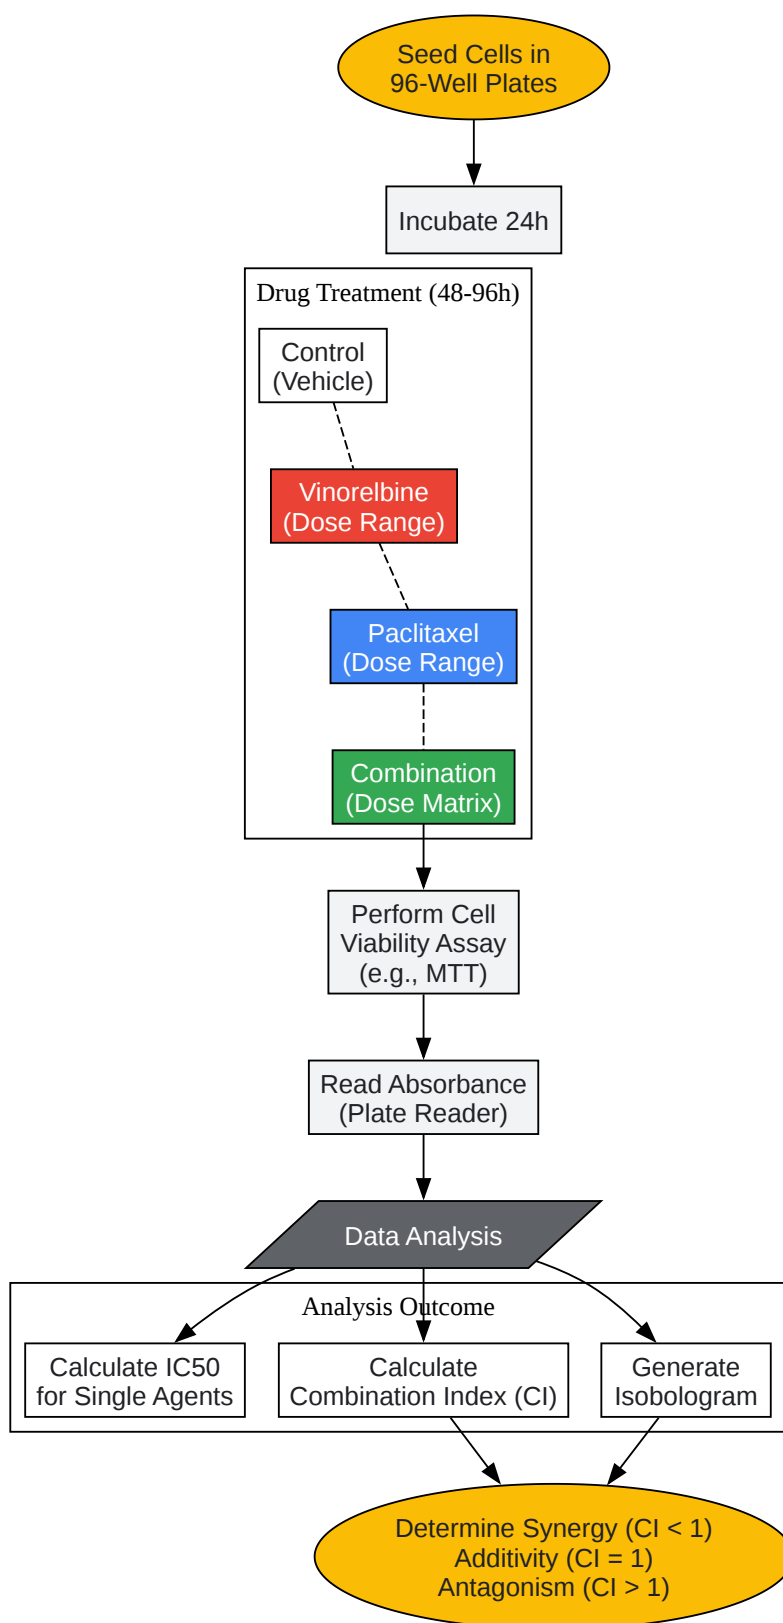 Seed Cells in
96-Well Plates
Incubate 24h
Drug Treatment (48-96h)
Control
(Vehicle)
Vinorelbine
(Dose Range)
Paclitaxel
(Dose Range)
Combination
(Dose Matrix)
Perform Cell
Viability Assay
(e.g., MTT)
Read Absorbance
(Plate Reader)
Data Analysis
Analysis Outcome
Calculate IC50
for Single Agents
Calculate
Combination Index (CI)
Generate
Isobologram
Determine Synergy (CI < 1)
Additivity (CI = 1)
Antagonism (CI > 1)